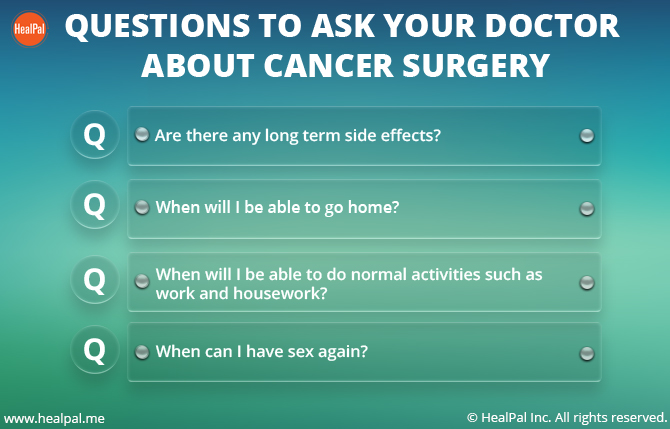 HealPal
QUESTIONS TO ASK YOUR DOCTOR
ABOUT CANCER SURGERY
Q
Are there any long term side effects?
Q
When will I be able to go home?
Q
When will I be able to do normal activities such as
work and housework?
Q
When can I have sex again?
www.healpal.me
© HealPal Inc. All rights reserved.